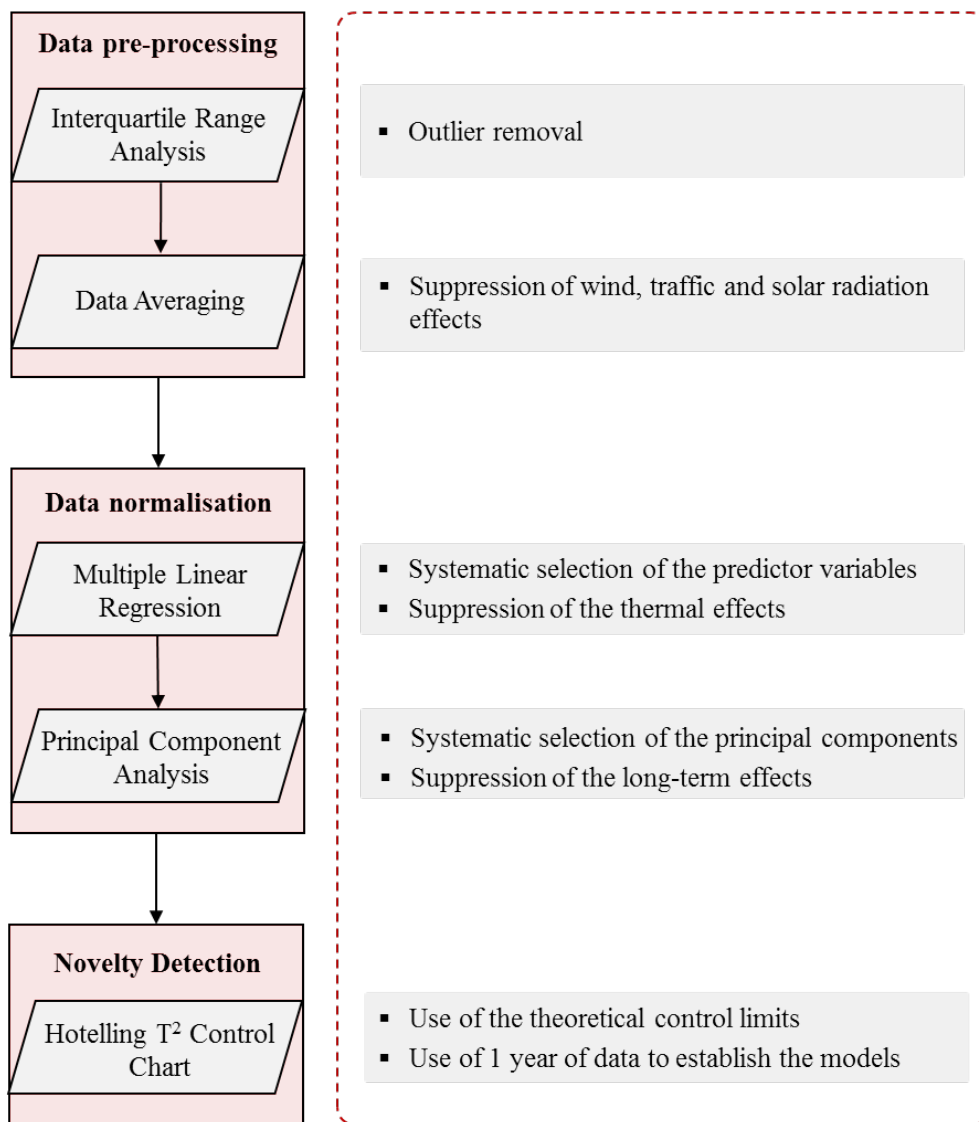 Data pre-processing
Interquartile Range
Analysis
▪ Outlier removal
Data Averaging
▪ Suppression of wind, traffic and solar radiation
effects
Data normalisation
Multiple Linear
Regression
▪ Systematic selection of the predictor variables
▪ Suppression of the thermal effects
Principal Component
Analysis
▪ Systematic selection of the principal components
▪ Suppression of the long-term effects
Novelty Detection
Hotelling T² Control
Chart
▪ Use of the theoretical control limits
▪ Use of 1 year of data to establish the models